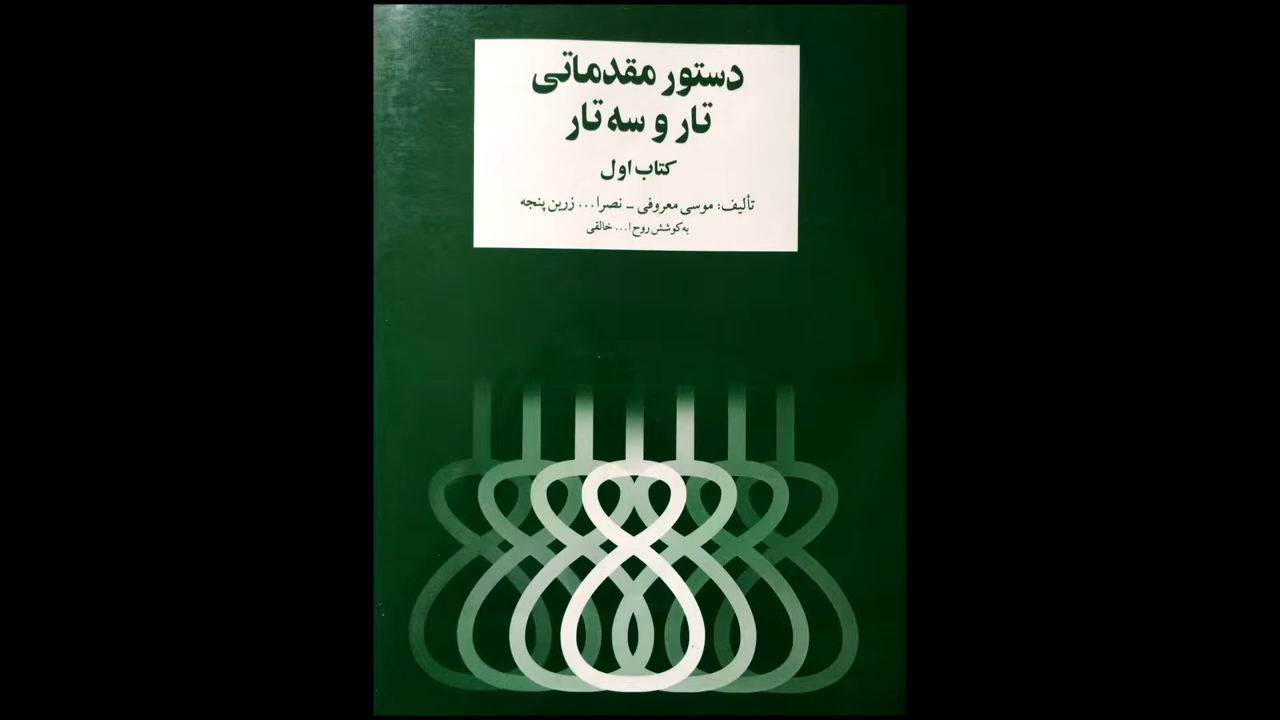 دستور مقدماتی
تار و سه تار
کتاب اول
تألیف: موسی معروفی ـ نصرا... زرین پنجه
به کوشش روح ا... خالقی